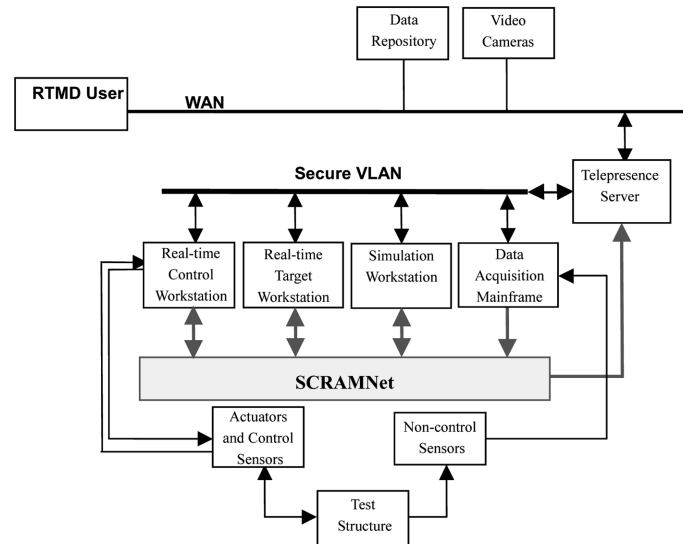 Data
Repository
Video
Cameras
RTMD User
WAN
Secure VLAN
Telepresence
Server
Real-time
Control
Workstation
Real-time
Target
Workstation
Simulation
Workstation
Data
Acquisition
Mainframe
SCRAMNet
Actuators
and Control
Sensors
Non-control
Sensors
Test
Structure